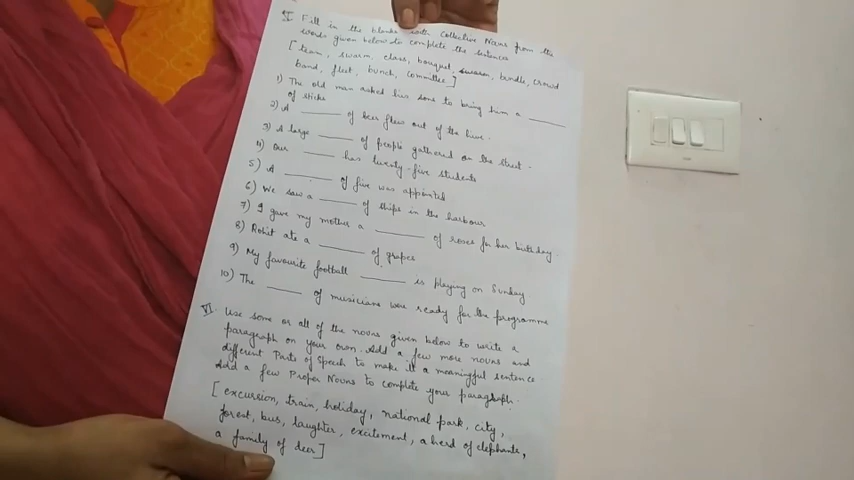 V Fill in the blanks with Collective Nouns from the
words given below to complete the sentences
[team, swarm, class, bouquet, bundle, crowd
band, fleet, bunch, committee]
1) The old man asked his sons to bring him a ______
of sticks
2) A ______ of bees flew out of the hive.
3) A large ______ of people gathered on the street.
4) Our ______ has twenty-five students
5) A ______ of five was appointed
6) We saw a ______ of ships in the harbour
7) I gave my mother a ______ of roses for her birthday.
8) Rohit ate a ______ of grapes
9) My favourite football ______ is playing on Sunday
10) The ______ of musicians were ready for the programme
VI. Use some or all of the nouns given below to write a
paragraph on your own. Add a few more nouns and
different Parts of Speech to make it a meaningful sentence
Add a few Proper Nouns to complete your paragraph.
[excursion, train, holiday, national park, city,
forest, bus, laughter, excitement, a herd of elephants,
a family of deer]